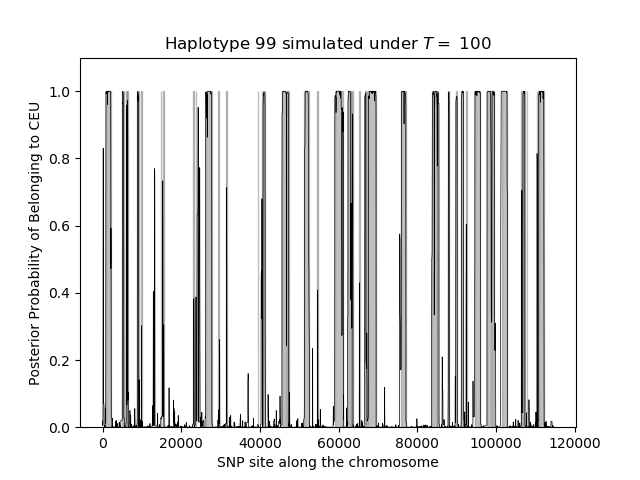 Haplotype 99 simulated under T = 100
Posterior Probability of Belonging to CEU
1.0
0.8
0.6
0.4
0.2
0.0
0 20000 40000 60000 80000 100000 120000
SNP site along the chromosome